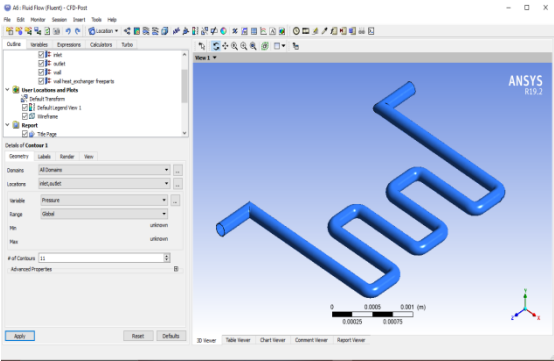 A8 : Fluid Flow (Fluent) - CFD-Post
File Edit Monitor Session Insert Tools Help
Location
Outline Variables Expressions Calculators Turbo
inlet
outlet
wall
wall heat_exchanger freeparts
User Locations and Plots
Default Transform
Default Legend View 1
Wireframe
Report
Title Page
Details of Contour 1
Geometry Labels Render View
Domains All Domains ...
Locations inlet,outlet ...
Variable Pressure ...
Range Global
Min unknown
Max unknown
# of Contours 11
Advanced Properties
Apply Reset Defaults
View 1
ANSYS
R19.2
0 0.0005 0.001 (m)
0.00025 0.00075
Y
Z X
3D Viewer Table Viewer Chart Viewer Comment Viewer Report Viewer